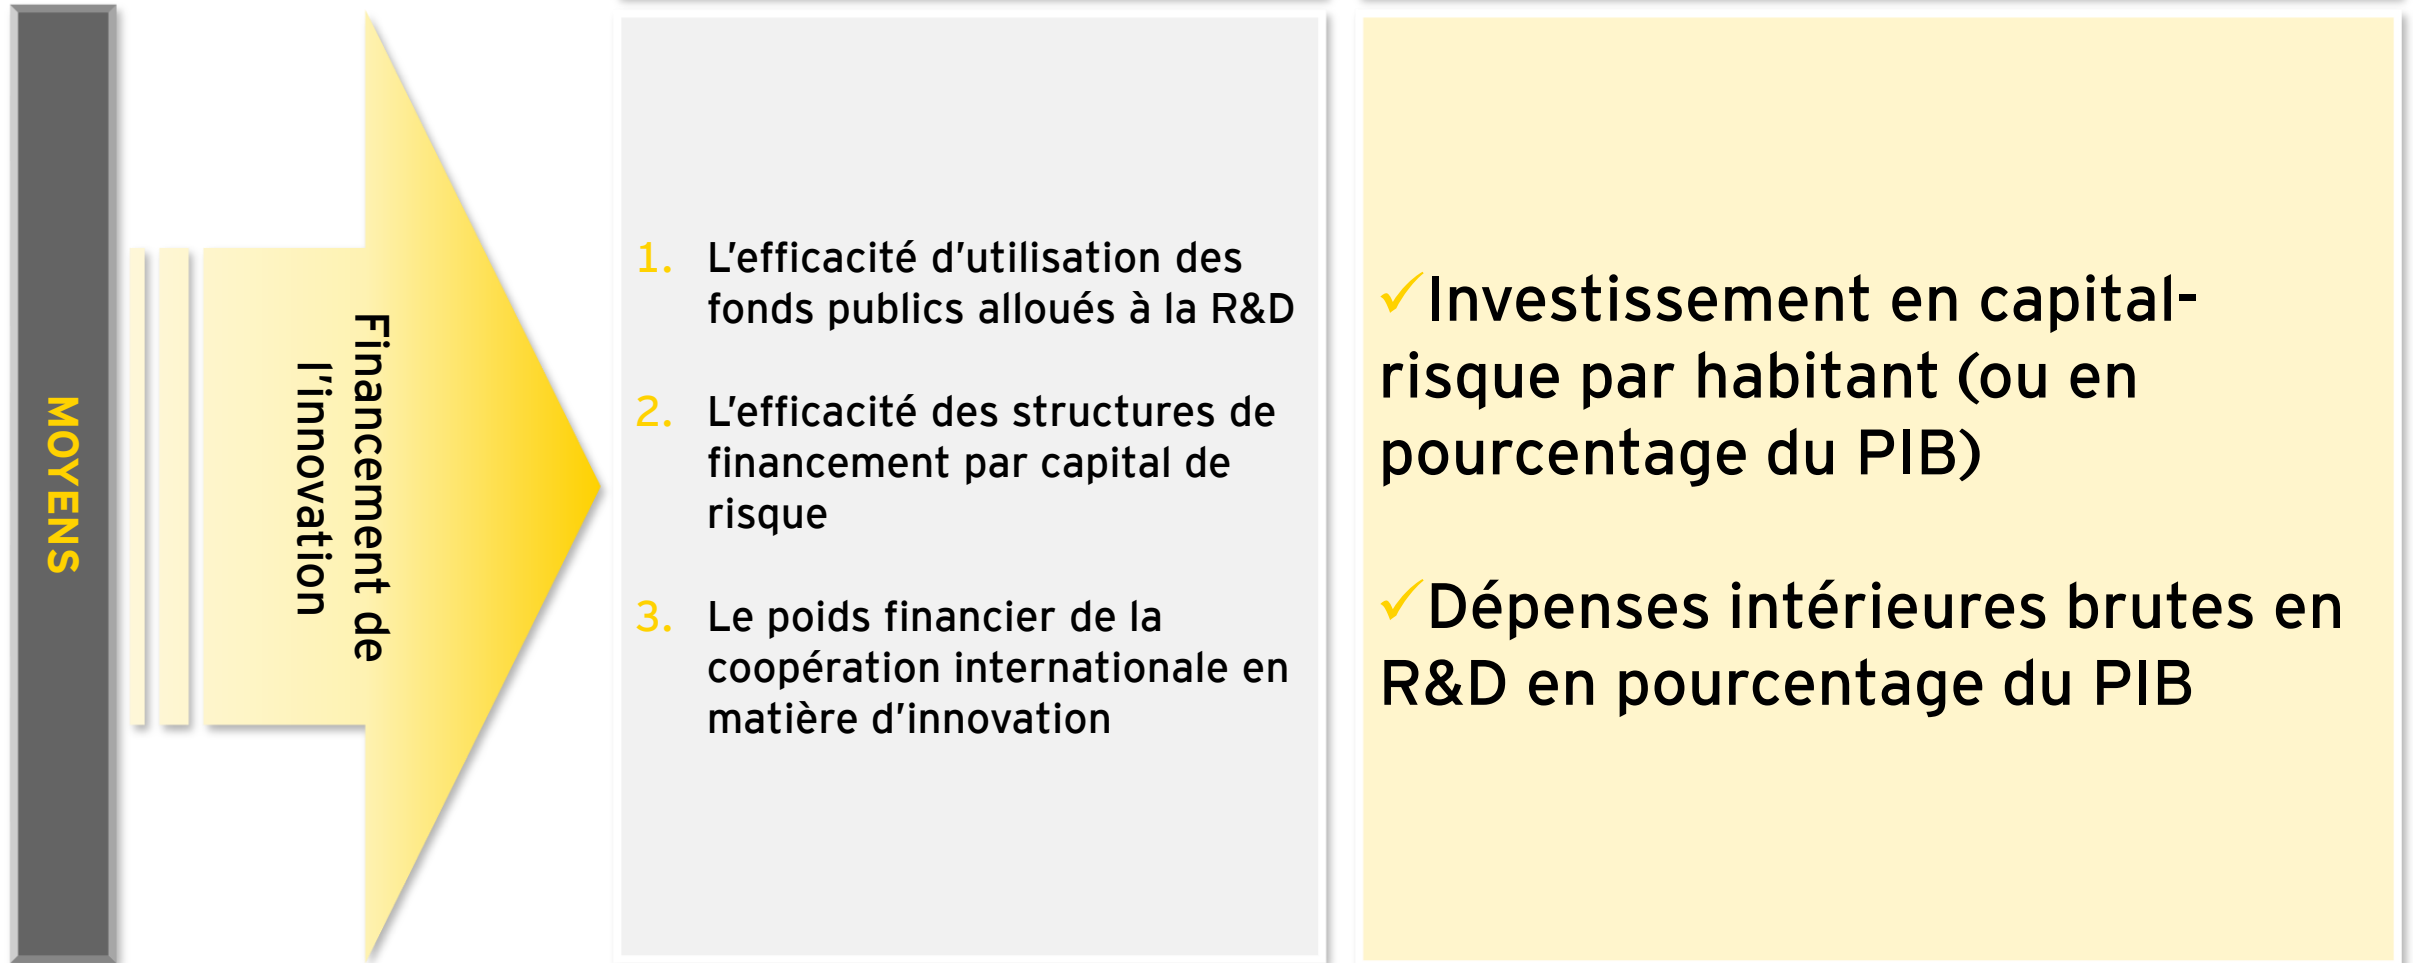 MOYENS
Financement de
l'innovation
1. L'efficacité d'utilisation des
fonds publics alloués à la R&D
2. L'efficacité des structures de
financement par capital de
risque
3. Le poids financier de la
coopération internationale en
matière d'innovation
✓Investissement en capital-
risque par habitant (ou en
pourcentage du PIB)
✓Dépenses intérieures brutes en
R&D en pourcentage du PIB